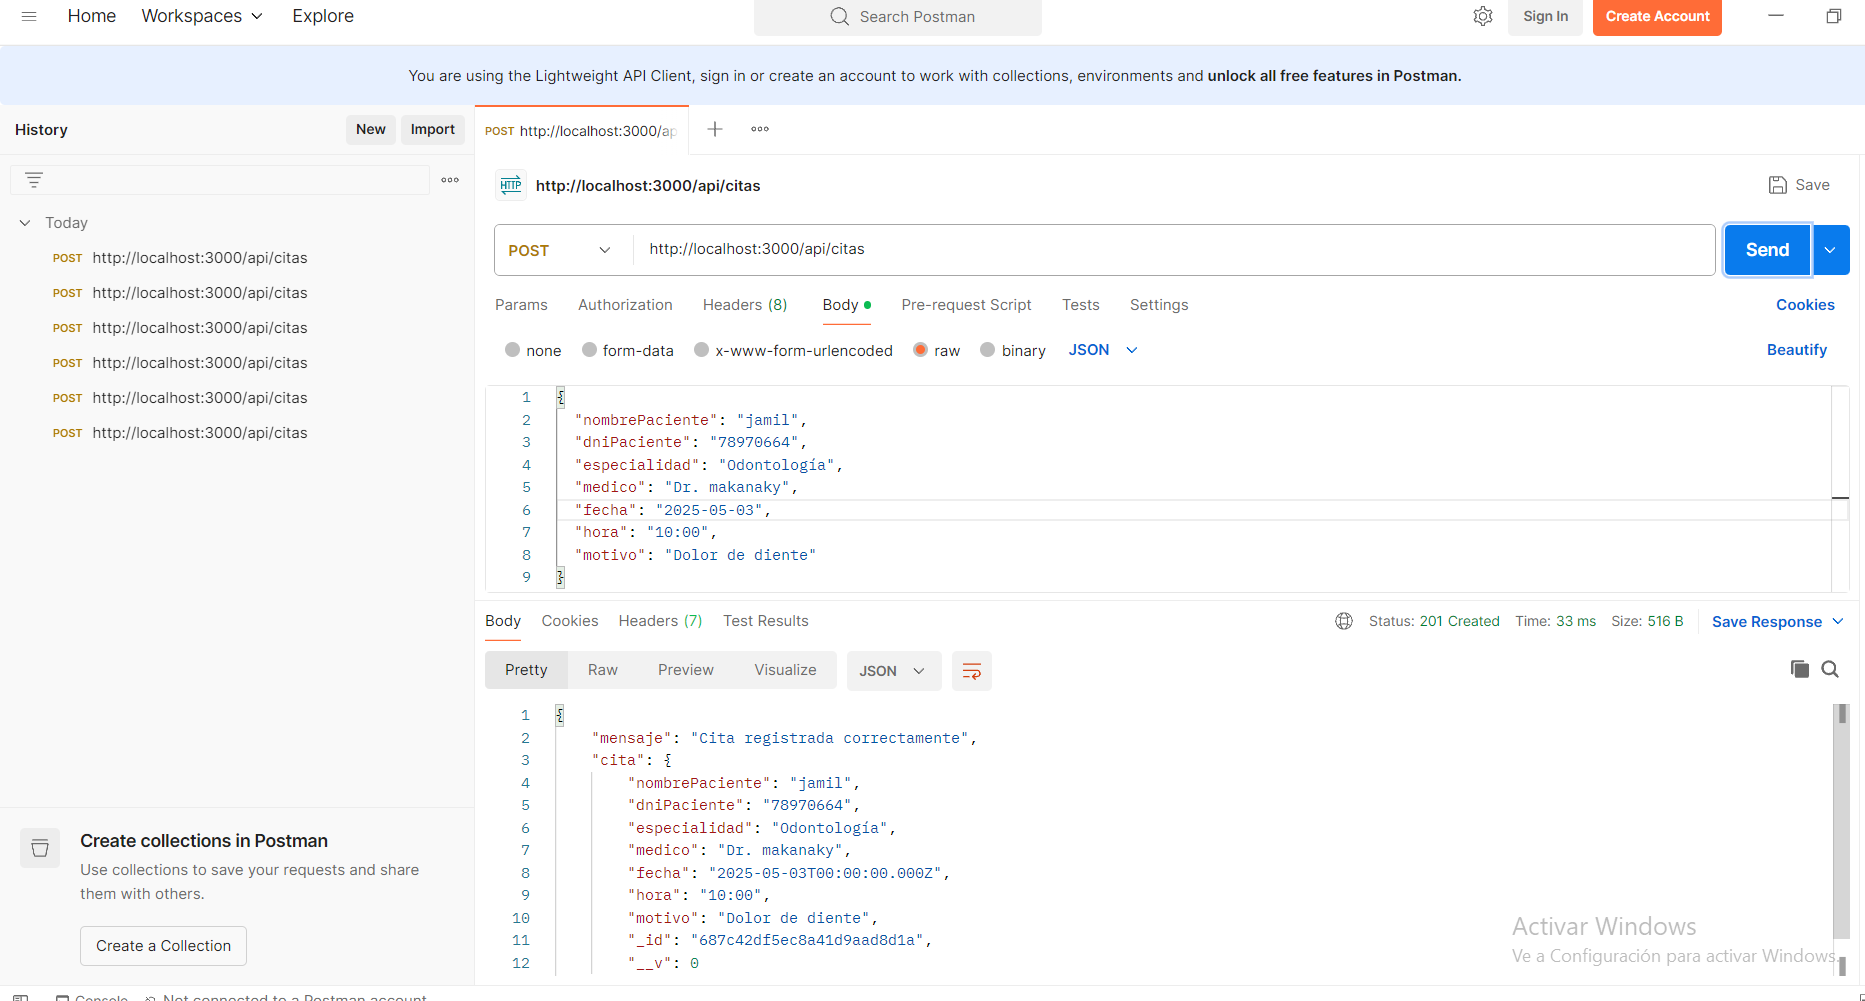 Home Workspaces Explore Search Postman Sign In Create Account
You are using the Lightweight API Client, sign in or create an account to work with collections, environments and unlock all free features in Postman.
History New Import
POST http://localhost:3000/ap
http://localhost:3000/api/citas Save
Today
POST http://localhost:3000/api/citas
POST http://localhost:3000/api/citas
POST http://localhost:3000/api/citas
POST http://localhost:3000/api/citas
POST http://localhost:3000/api/citas
POST http://localhost:3000/api/citas
POST http://localhost:3000/api/citas Send
Params Authorization Headers (8) Body Pre-request Script Tests Settings Cookies
none form-data x-www-form-urlencoded raw binary JSON Beautify
1 {
2 "nombrePaciente": "jamil",
3 "dniPaciente": "78970664",
4 "especialidad": "Odontología",
5 "medico": "Dr. makanaky",
6 "fecha": "2025-05-03",
7 "hora": "10:00",
8 "motivo": "Dolor de diente"
9 }
Body Cookies Headers (7) Test Results Status: 201 Created Time: 33 ms Size: 516 B Save Response
Pretty Raw Preview Visualize JSON
1 {
2 "mensaje": "Cita registrada correctamente",
3 "cita": {
4 "nombrePaciente": "jamil",
5 "dniPaciente": "78970664",
6 "especialidad": "Odontología",
7 "medico": "Dr. makanaky",
8 "fecha": "2025-05-03T00:00:00.000Z",
9 "hora": "10:00",
10 "motivo": "Dolor de diente",
11 "_id": "687c42df5ec8a41d9aad8d1a",
12 "__v": 0
Create collections in Postman
Use collections to save your requests and share
them with others.
Create a Collection
Activar Windows
Ve a Configuración para activar Windows.
Console Not connected to a Postman account